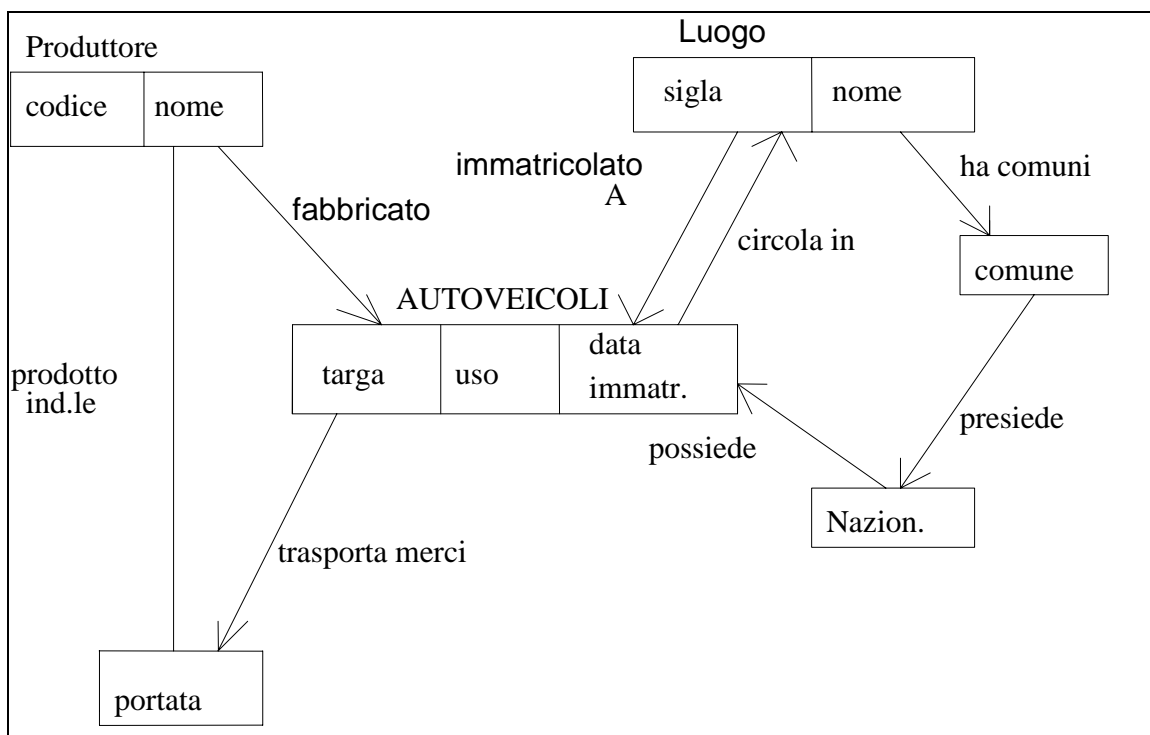 Produttore
codice
nome
Luogo
sigla
nome
immatricolato
A
ha comuni
fabbricato
circola in
comune
AUTOVEICOLI
targa
uso
data
immatr.
prodotto
ind.le
possiede
presiede
Nazion.
trasporta merci
portata